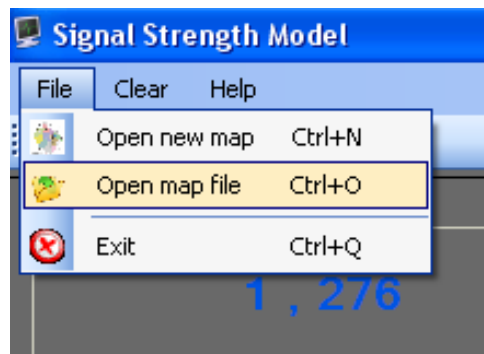 Signal Strength Model
File Clear Help
Open new map Ctrl+N
Open map file Ctrl+O
Exit Ctrl+Q
1 , 276